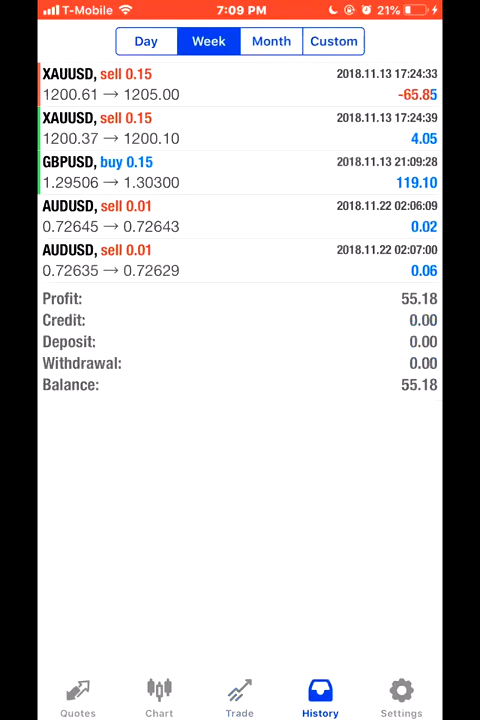 T-Mobile 7:09 PM 21%
Day Week Month Custom
XAUUSD, sell 0.15 2018.11.13 17:24:33
1200.61 → 1205.00 -65.85
XAUUSD, sell 0.15 2018.11.13 17:24:39
1200.37 → 1200.10 4.05
GBPUSD, buy 0.15 2018.11.13 21:09:28
1.29506 → 1.30300 119.10
AUDUSD, sell 0.01 2018.11.22 02:06:09
0.72645 → 0.72643 0.02
AUDUSD, sell 0.01 2018.11.22 02:07:00
0.72635 → 0.72629 0.06
Profit: 55.18
Credit: 0.00
Deposit: 0.00
Withdrawal: 0.00
Balance: 55.18
Quotes Chart Trade History Settings